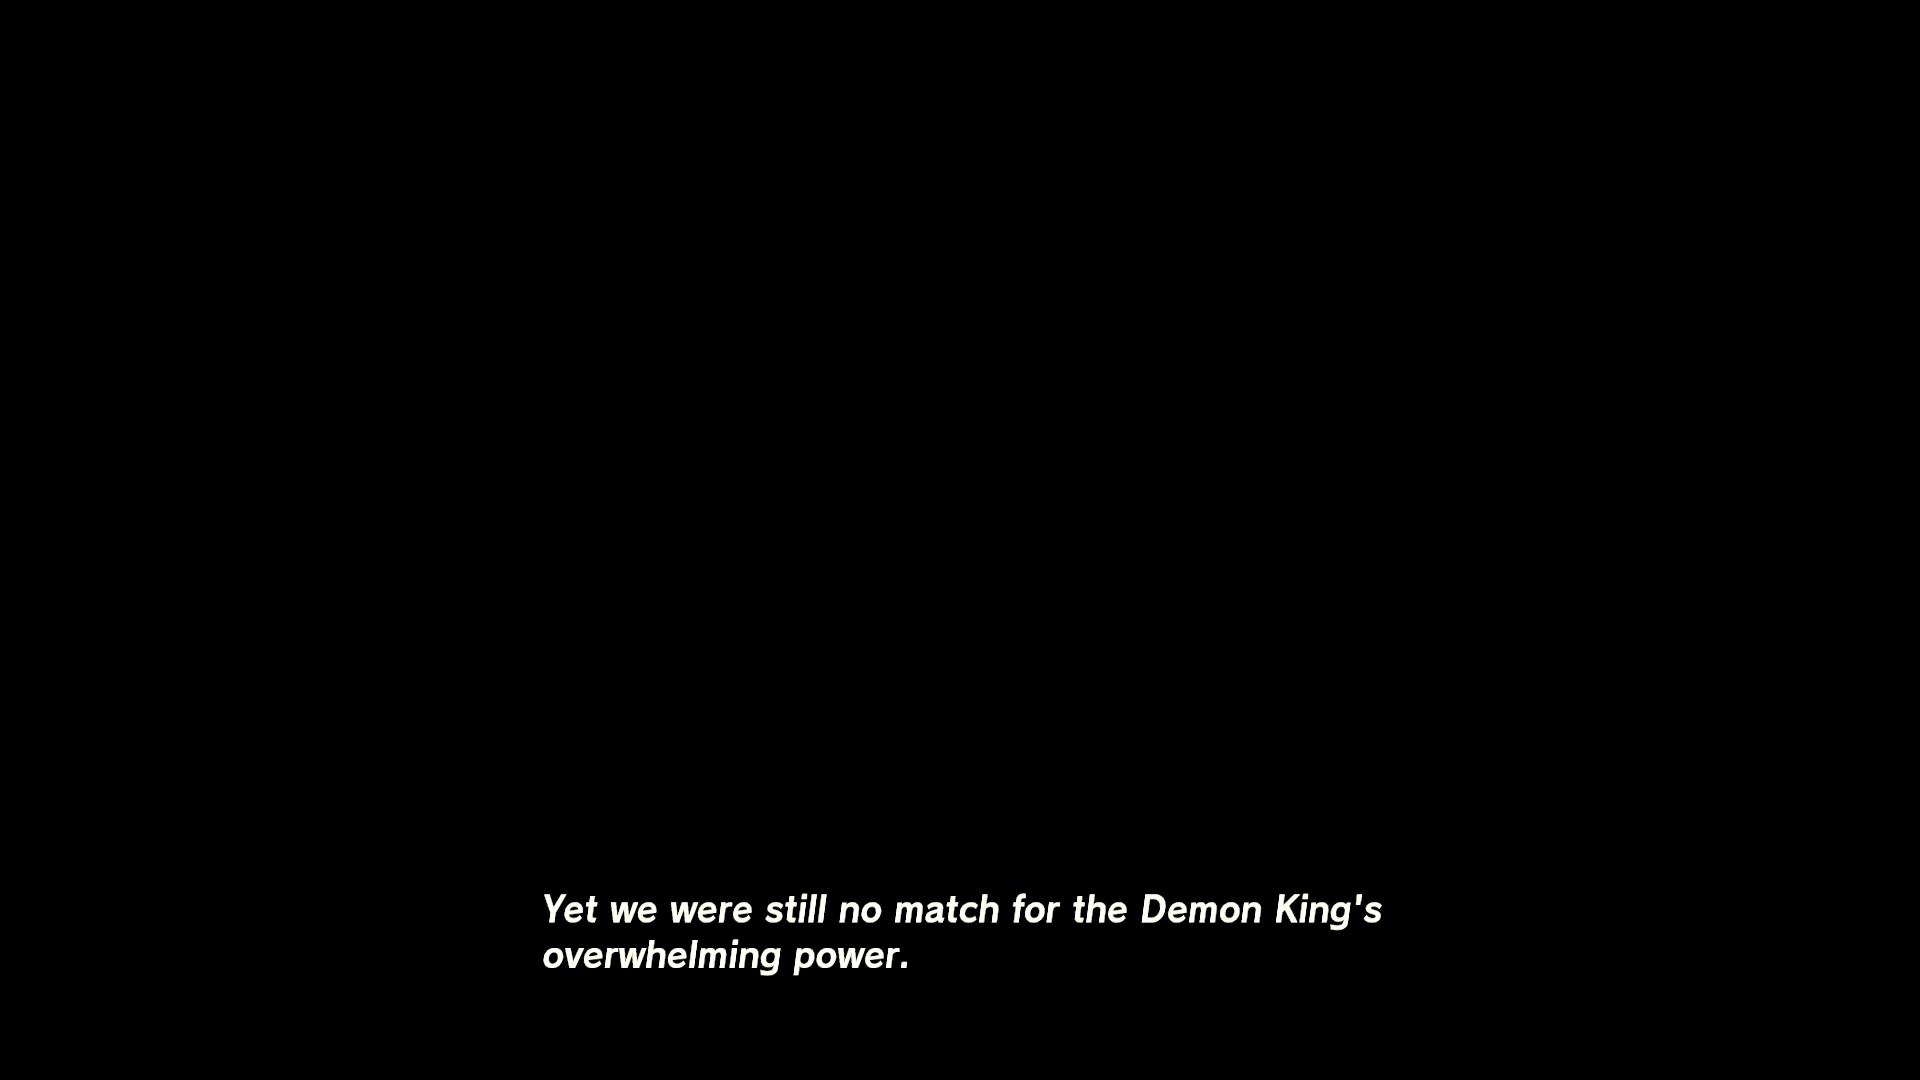 Yet we were still no match for the Demon King's
overwhelming power.